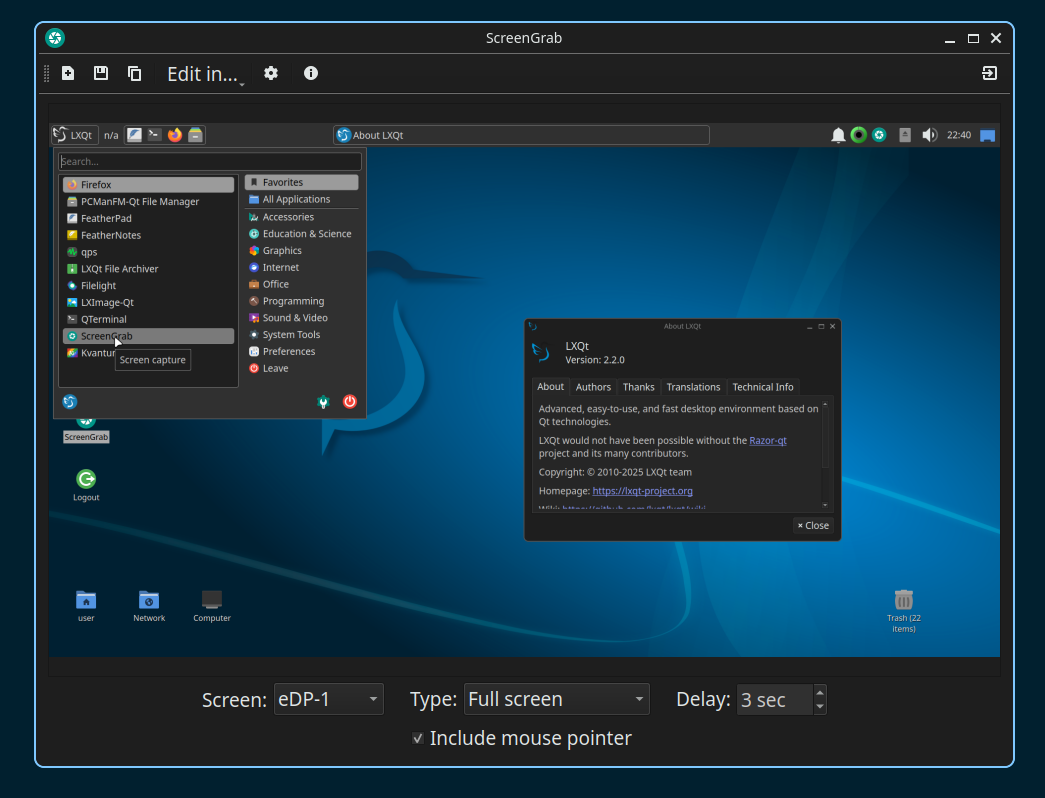 ScreenGrab
Edit in...
LXQt
n/a
About LXQt
22:40
Search...
Firefox
PCManFM-Qt File Manager
FeatherPad
FeatherNotes
qps
LXQt File Archiver
Filelight
LXImage-Qt
QTerminal
ScreenGrab
Screen capture
Favorites
All Applications
Accessories
Education & Science
Graphics
Internet
Office
Programming
Sound & Video
System Tools
Preferences
Leave
ScreenGrab
Logout
user
Network
Computer
About LXQt
LXQt
Version: 2.2.0
About Authors Thanks Translations Technical Info
Advanced, easy-to-use, and fast desktop environment based on
Qt technologies.
LXQt would not have been possible without the Razor-qt
project and its many contributors.
Copyright: © 2010-2025 LXQt team
Homepage: https://lxqt-project.org
Close
Trash (22
items)
Screen: eDP-1 Type: Full screen Delay: 3 sec
Include mouse pointer